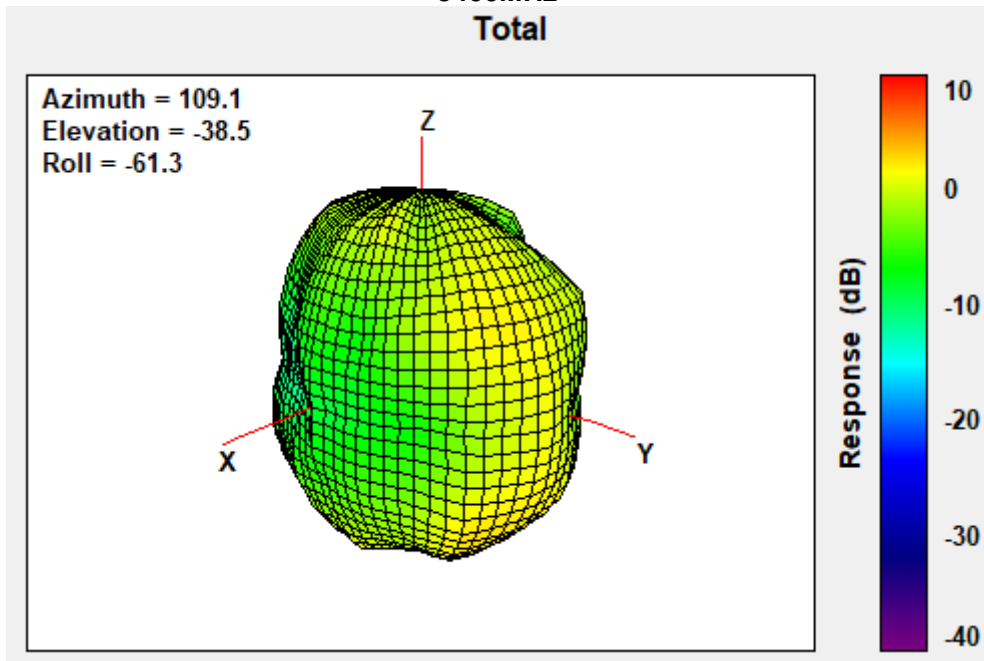 Total
Azimuth = 109.1
Elevation = -38.5
Roll = -61.3
Z
X
Y
Response (dB)
10
0
-10
-20
-30
-40